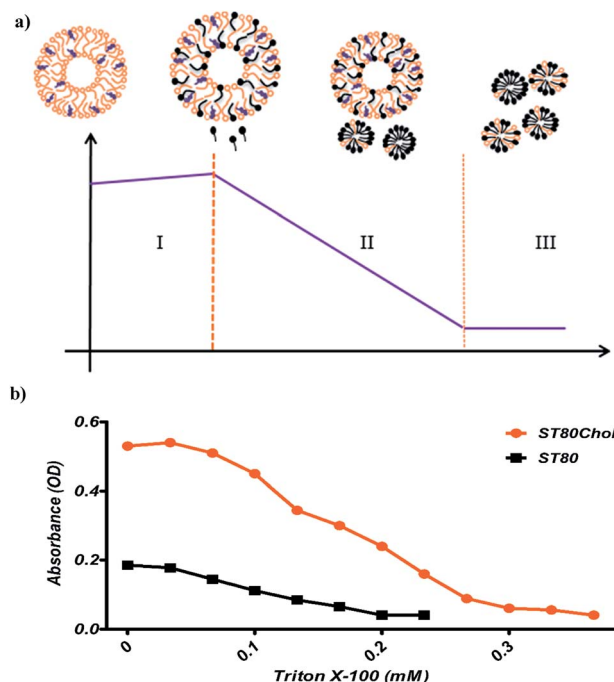 a)
I
II
III
b)
0.6
0.4
0.2
0.0
Absorbance (OD)
ST80Chol
ST80
0
0.1
0.2
0.3
Triton X-100 (mM)